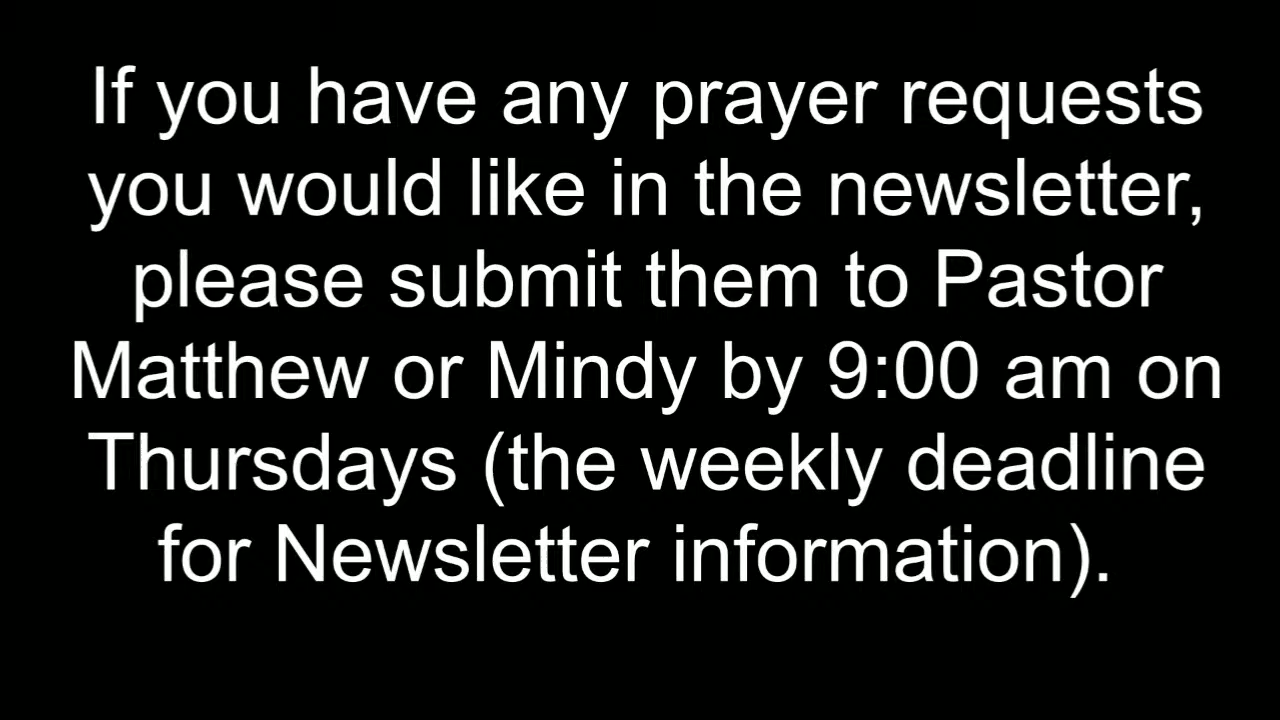 If you have any prayer requests
you would like in the newsletter,
please submit them to Pastor
Matthew or Mindy by 9:00 am on
Thursdays (the weekly deadline
for Newsletter information).